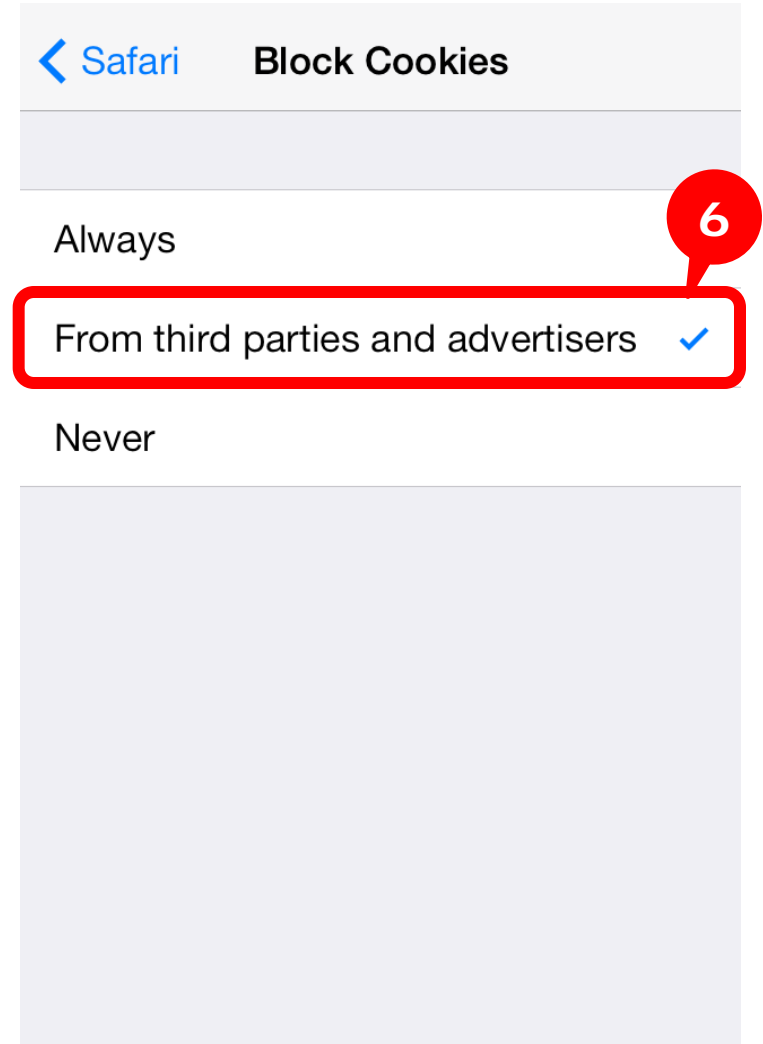 Safari Block Cookies
Always
6
From third parties and advertisers
Never